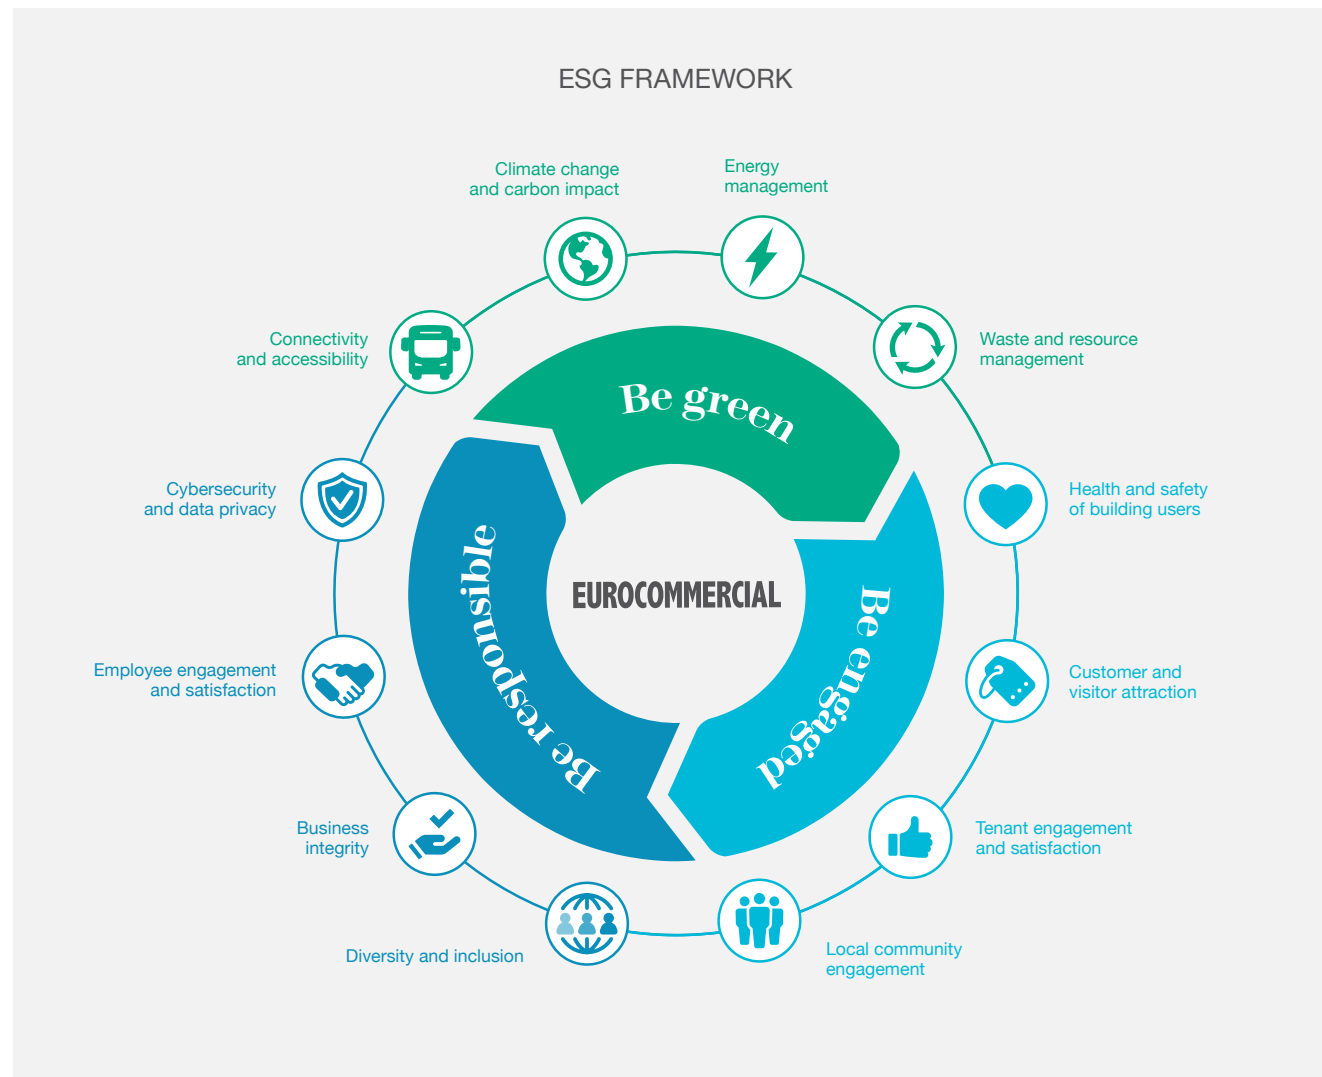 ESG FRAMEWORK
Climate change
and carbon impact
Energy
management
Connectivity
and accessibility
Waste and resource
management
Be green
Cybersecurity
and data privacy
Health and safety
of building users
Be responsible
EUROCOMMERCIAL
Be engaged
Employee engagement
and satisfaction
Customer and
visitor attraction
Business
integrity
Tenant engagement
and satisfaction
Diversity and inclusion
Local community
engagement